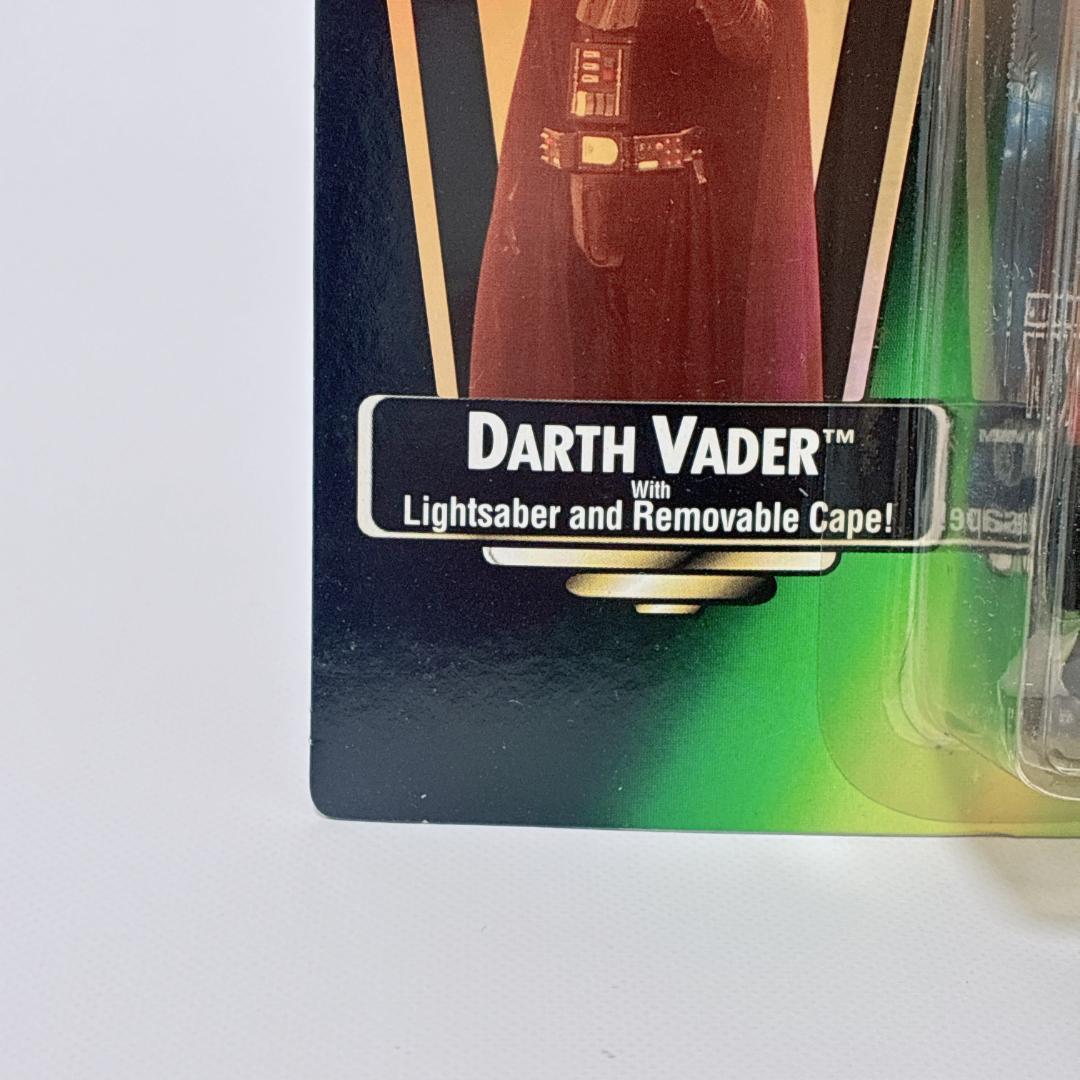 DARTH VADER™
With
Lightsaber and Removable Cape!